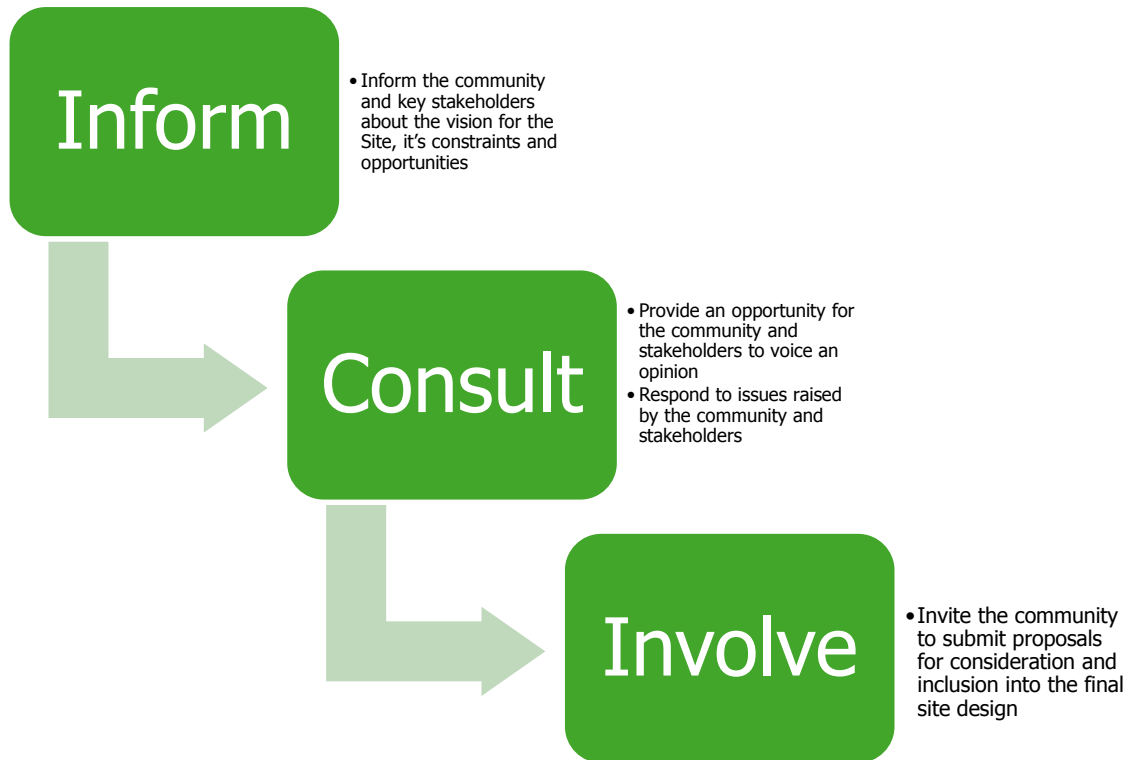 Inform
• Inform the community
and key stakeholders
about the vision for the
Site, it’s constraints and
opportunities
Consult
• Provide an opportunity for
the community and
stakeholders to voice an
opinion
• Respond to issues raised
by the community and
stakeholders
Involve
• Invite the community
to submit proposals
for consideration and
inclusion into the final
site design